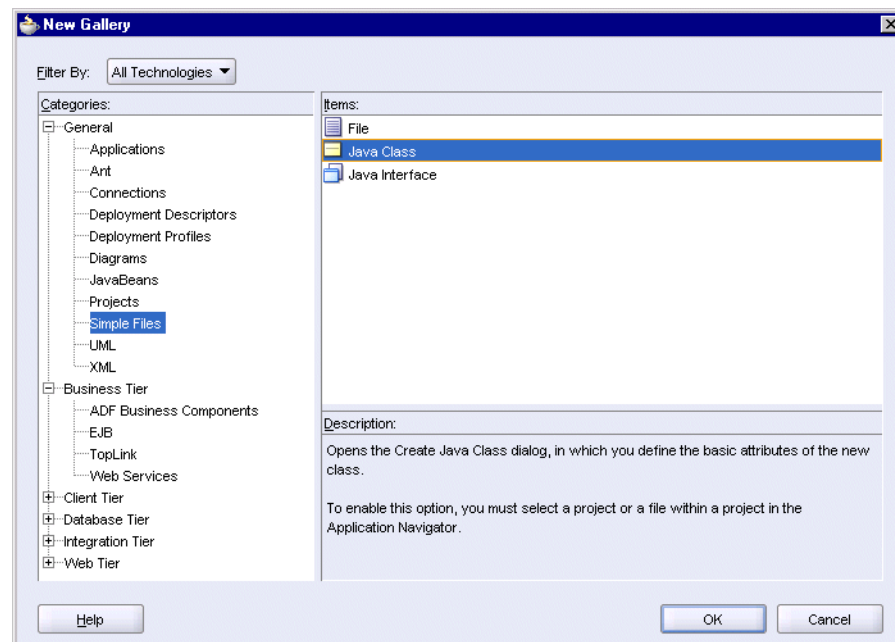 New Gallery
Filter By: All Technologies
Categories:
General
Applications
Ant
Connections
Deployment Descriptors
Deployment Profiles
Diagrams
JavaBeans
Projects
Simple Files
UML
XML
Business Tier
ADF Business Components
EJB
TopLink
Web Services
Client Tier
Database Tier
Integration Tier
Web Tier
Items:
File
Java Class
Java Interface
Description:
Opens the Create Java Class dialog, in which you define the basic attributes of the new
class.
To enable this option, you must select a project or a file within a project in the
Application Navigator.
Help
OK
Cancel